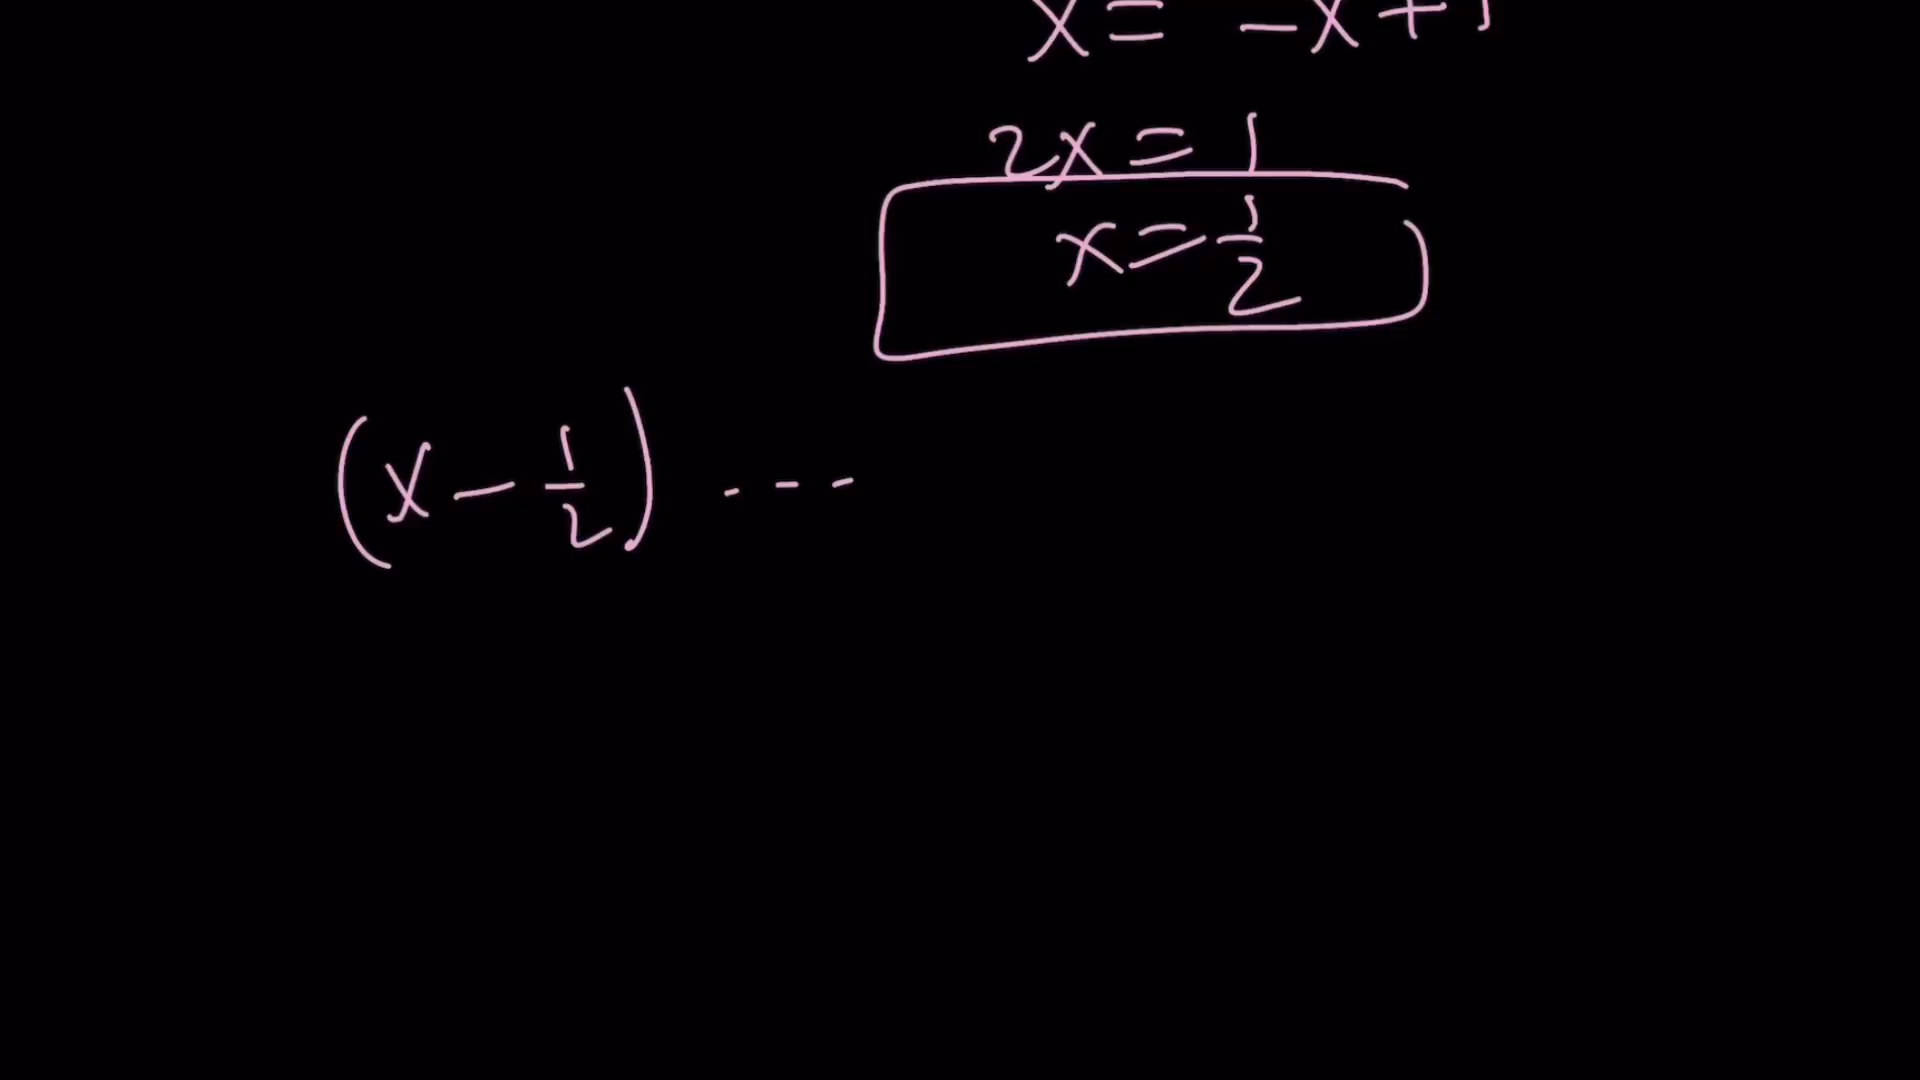 x = -x + 1
2x = 1
x = 1/2
(x - 1/2) ---